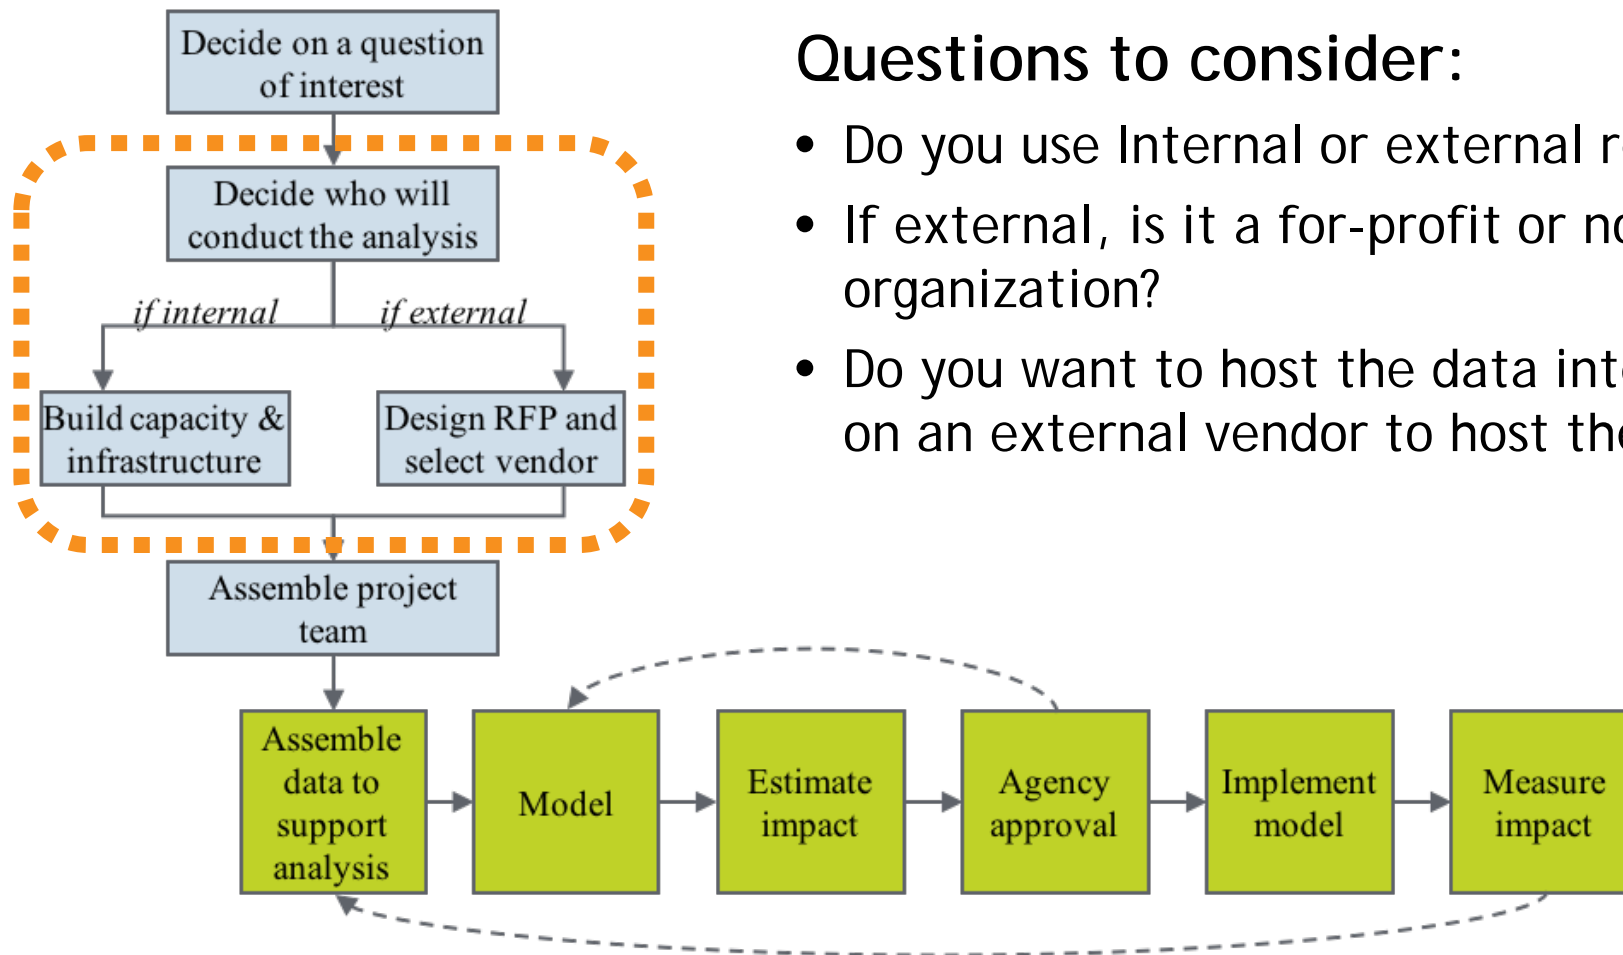 Decide on a question
of interest
Decide who will
conduct the analysis
if internal
if external
Build capacity &
infrastructure
Design RFP and
select vendor
Assemble project
team
Assemble
data to
support
analysis
Model
Estimate
impact
Agency
approval
Implement
model
Measure
impact
Questions to consider:
• Do you use Internal or external
• If external, is it a for-profit or
organization?
• Do you want to host the data
on an external vendor to host